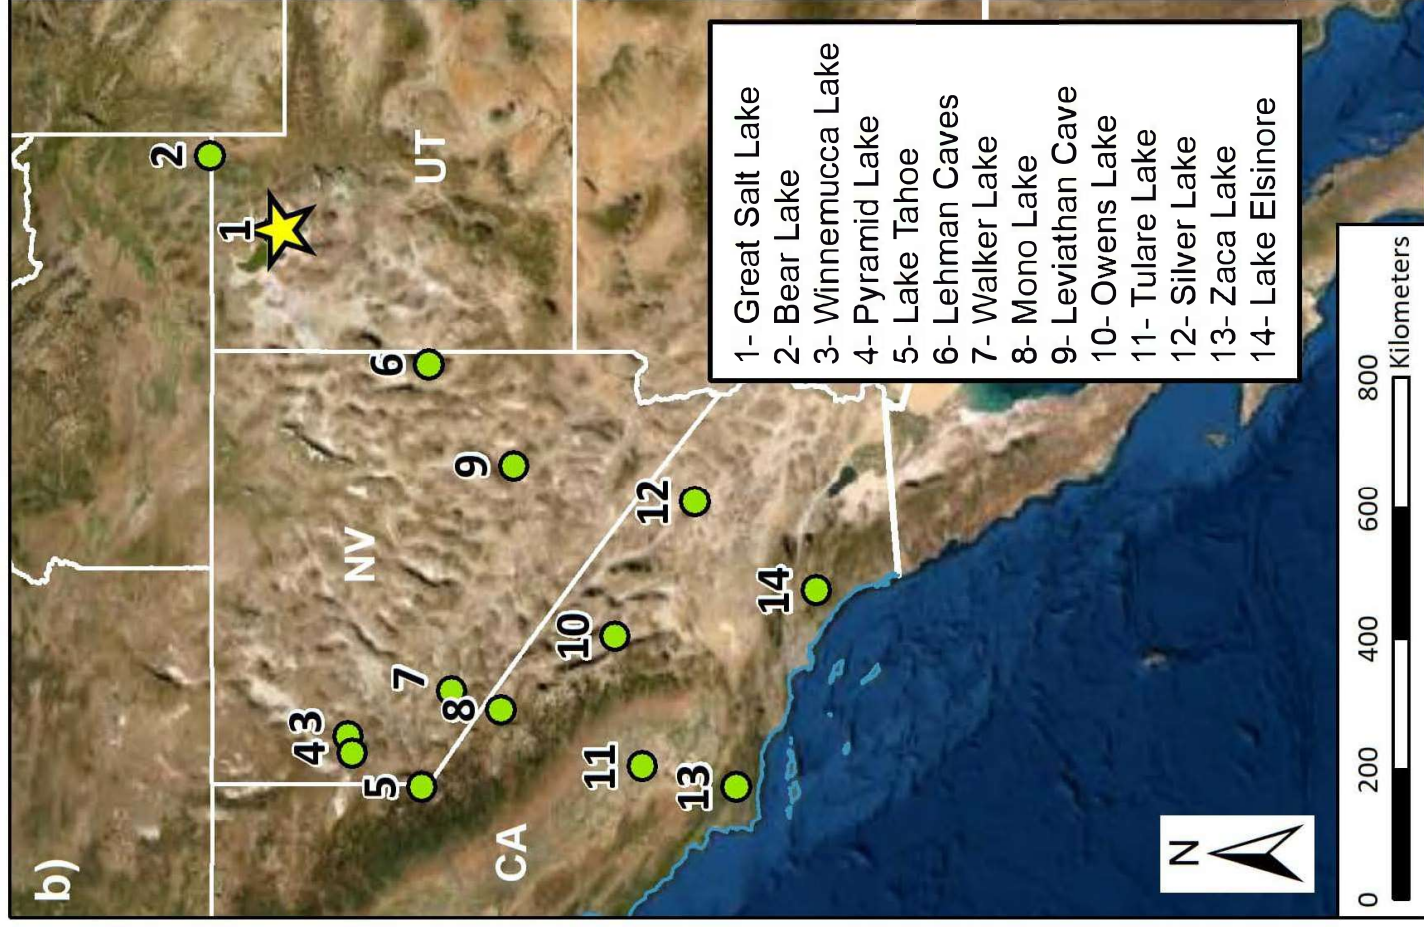 b)
2
1
UT
6
9
NV
12
14
10
7
8
3
4
5
11
13
CA
1- Great Salt Lake
2- Bear Lake
3- Winnemucca Lake
4- Pyramid Lake
5- Lake Tahoe
6- Lehman Caves
7- Walker Lake
8- Mono Lake
9- Leviathan Cave
10- Owens Lake
11- Tulare Lake
12- Silver Lake
13- Zaca Lake
14- Lake Elsinore
N
0 200 400 600 800
Kilometers